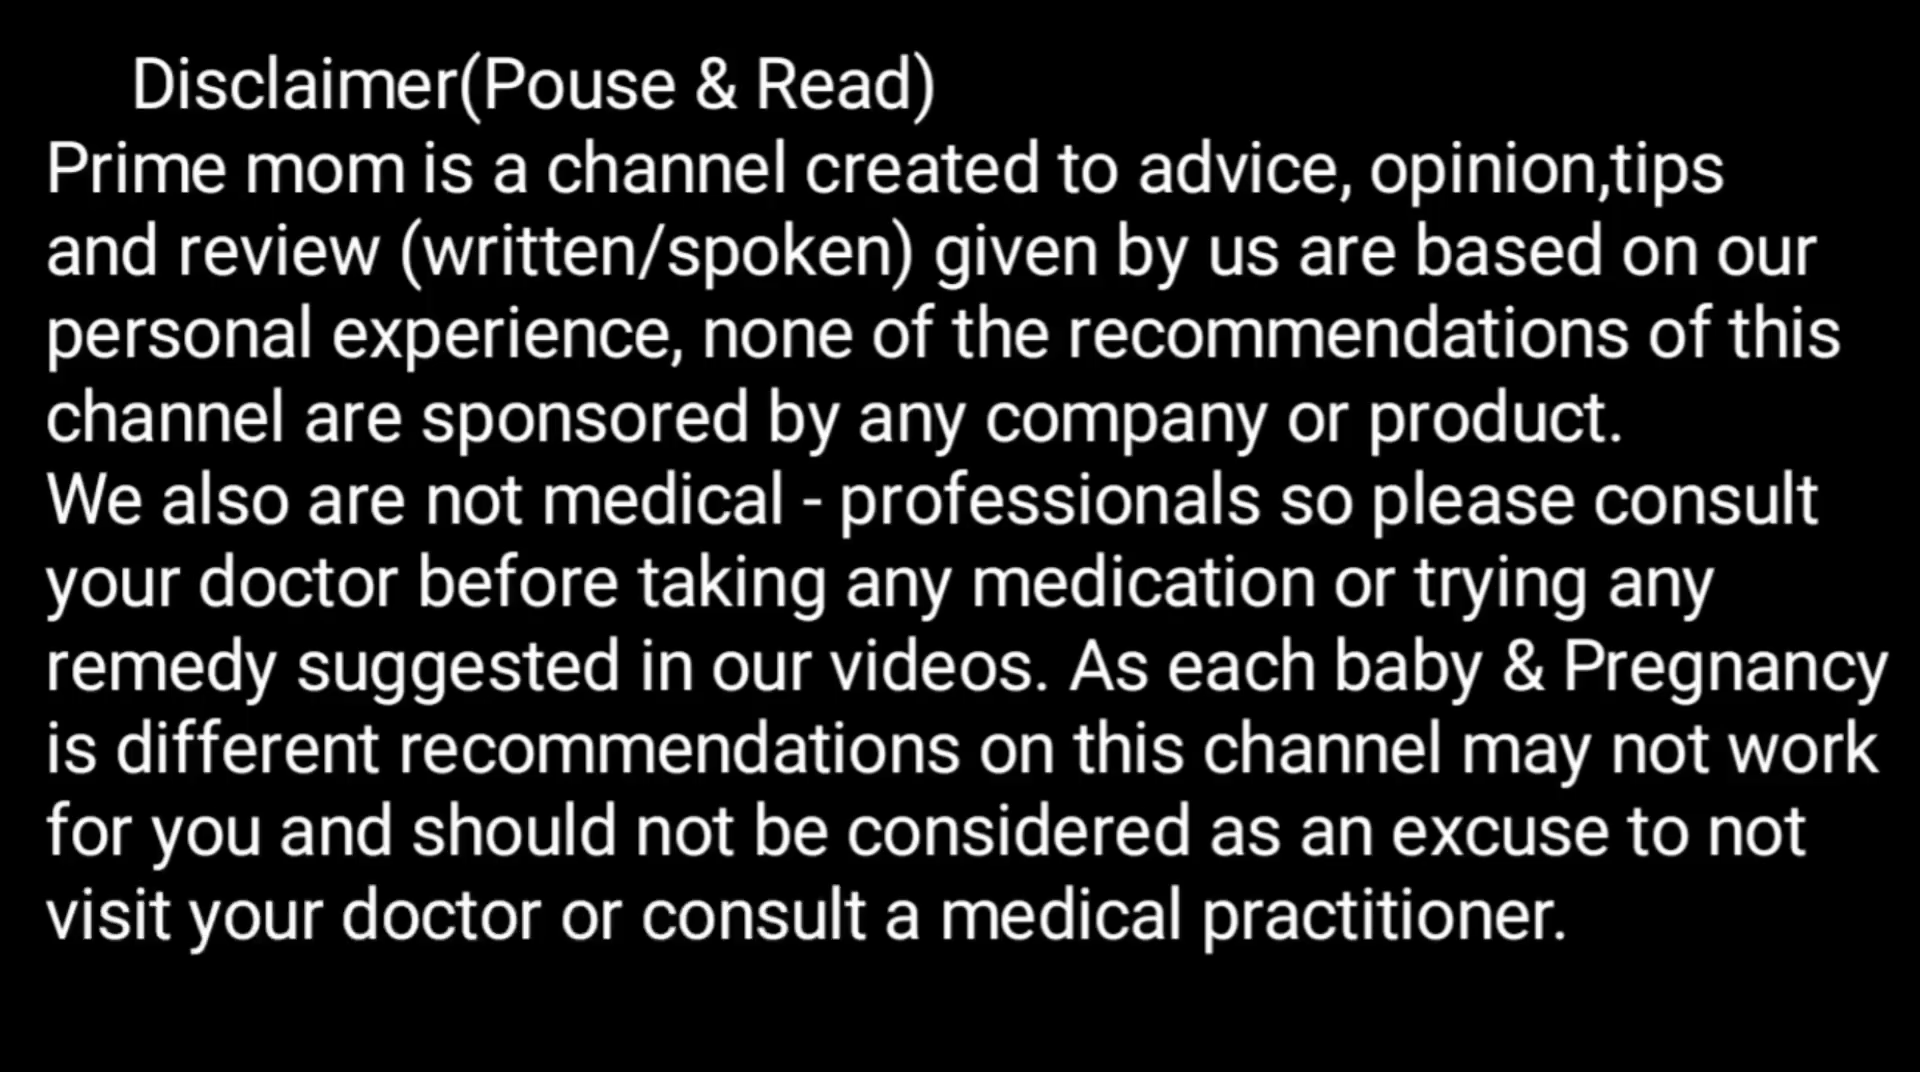 Disclaimer(Pouse & Read)
Prime mom is a channel created to advice, opinion,tips
and review (written/spoken) given by us are based on our
personal experience, none of the recommendations of this
channel are sponsored by any company or product.
We also are not medical - professionals so please consult
your doctor before taking any medication or trying any
remedy suggested in our videos. As each baby & Pregnancy
is different recommendations on this channel may not work
for you and should not be considered as an excuse to not
visit your doctor or consult a medical practitioner.